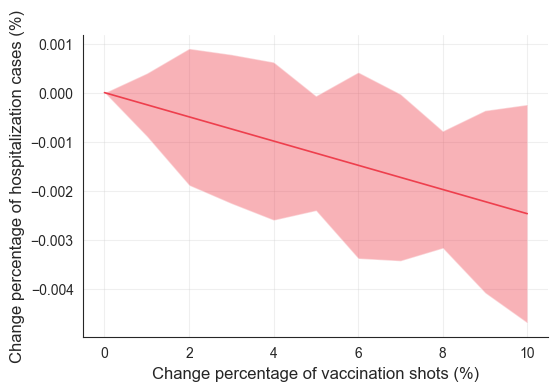 Change percentage of hospitalization cases (%)
0.001
0.000
−0.001
−0.002
−0.003
−0.004
0 2 4 6 8 10
Change percentage of vaccination shots (%)